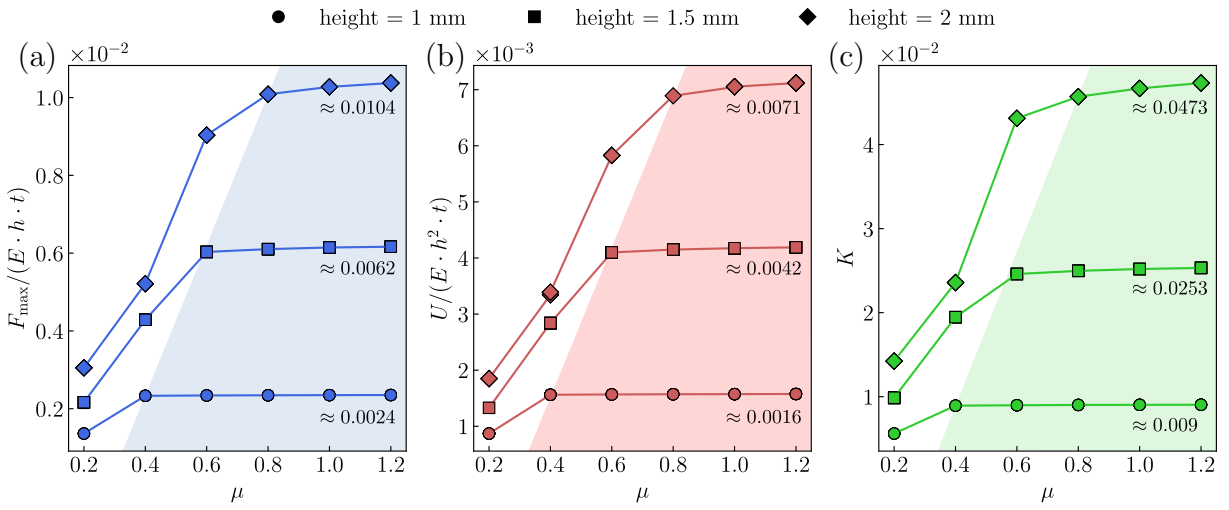 height = 1 mm
height = 1.5 mm
height = 2 mm
(a)
×10⁻²
F_max/(E · h · t)
1.0
0.8
0.6
0.4
0.2
≈ 0.0104
≈ 0.0062
≈ 0.0024
0.2 0.4 0.6 0.8 1.0 1.2
μ
(b)
×10⁻³
U/(E · h² · t)
7
6
5
4
3
2
1
≈ 0.0071
≈ 0.0042
≈ 0.0016
0.2 0.4 0.6 0.8 1.0 1.2
μ
(c)
×10⁻²
K
4
3
2
1
≈ 0.0473
≈ 0.0253
≈ 0.009
0.2 0.4 0.6 0.8 1.0 1.2
μ